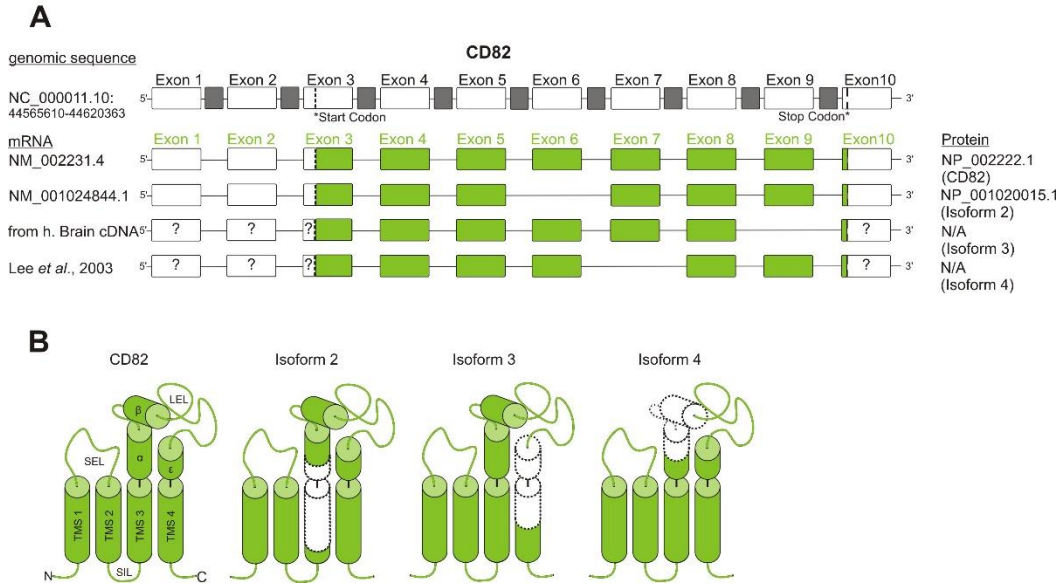 A
CD82
genomic sequence
Exon 1 Exon 2 Exon 3 Exon 4 Exon 5 Exon 6 Exon 7 Exon 8 Exon 9 Exon10
NC_000011.10: 5' 3'
44565610-44620363
*Start Codon Stop Codon*
mRNA Exon 1 Exon 2 Exon 3 Exon 4 Exon 5 Exon 6 Exon 7 Exon 8 Exon 9 Exon10 Protein
NM_002231.4 5' 3' NP_002222.1
(CD82)
NM_001024844.1 5' 3' NP_001020015.1
(Isoform 2)
from h. Brain cDNA 5' ? ? ? ? 3' N/A
(Isoform 3)
Lee et al., 2003 5' ? ? ? ? 3' N/A
(Isoform 4)
B
CD82 Isoform 2 Isoform 3 Isoform 4
LEL
β
SEL
α
ε
TMS 1 TMS 2 TMS 3 TMS 4
N SIL C